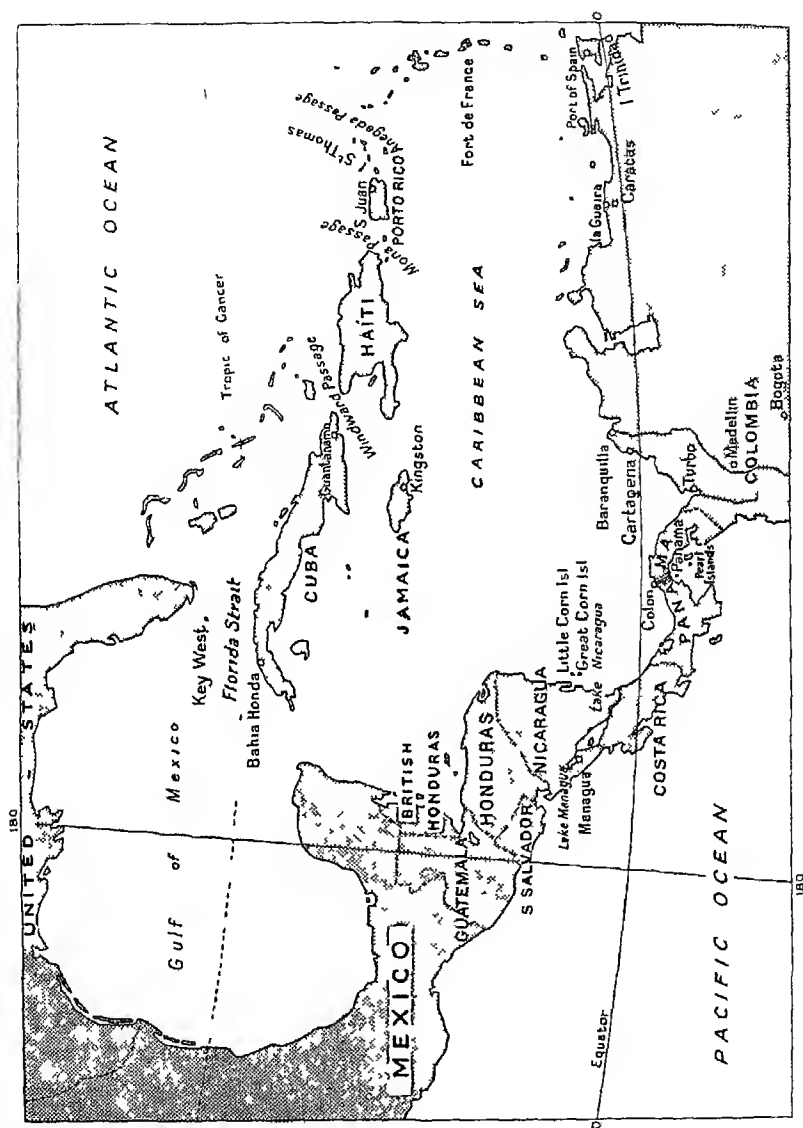 180
UNITED STATES
ATLANTIC OCEAN
Gulf of Mexico
Key West
Florida Strait
Bahia Honda
Tropic of Cancer
CUBA
Guantanamo
Windward Passage
HAÏTI
Mona Passage
S Juan
PORTO RICO
St Thomas
Anegada Passage
JAMAICA
Kingston
CARIBBEAN SEA
Fort de France
MEXICO
BRITISH
HONDURAS
GUATEMALA
HONDURAS
S SALVADOR
NICARAGUA
Lake Menagua
Managua
Little Corn Isl
Great Corn Isl
Lake Nicaragua
COSTA RICA
Colon
PANAMA
Panama
Pearl
Islands
Baranquilla
Cartagena
Turbo
Medellin
COLOMBIA
Bogota
la Guaira
Caracas
Port of Spain
I Trinidad
0
Equator
0
PACIFIC OCEAN
180